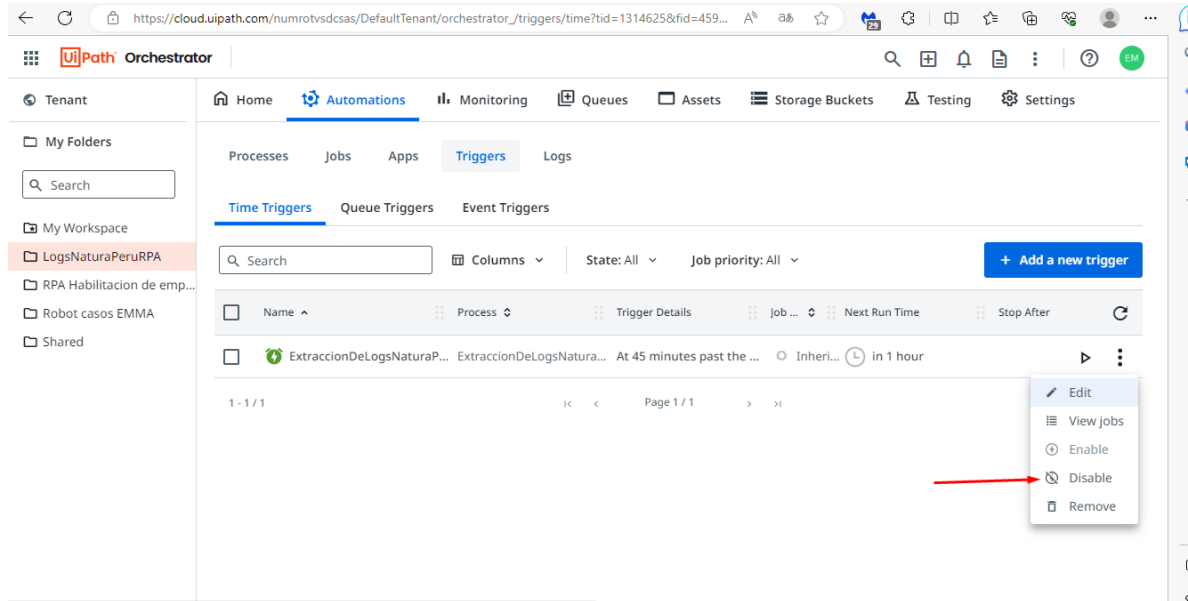 https://cloud.uipath.com/numrotvsdcsas/DefaultTenant/orchestrator_/triggers/time?tid=1314625&fid=459...
29
UiPath Orchestrator
EM
Tenant
Home Automations Monitoring Queues Assets Storage Buckets Testing Settings
My Folders
Processes Jobs Apps Triggers Logs
Search
Time Triggers Queue Triggers Event Triggers
My Workspace
LogsNaturaPeruRPA
RPA Habilitacion de emp...
Robot casos EMMA
Shared
Search Columns State: All Job priority: All + Add a new trigger
Name Process Trigger Details Job ... Next Run Time Stop After
ExtraccionDeLogsNaturaP... ExtraccionDeLogsNatura... At 45 minutes past the ... Inheri... in 1 hour
1 - 1 / 1 Page 1 / 1
Edit
View jobs
Enable
Disable
Remove